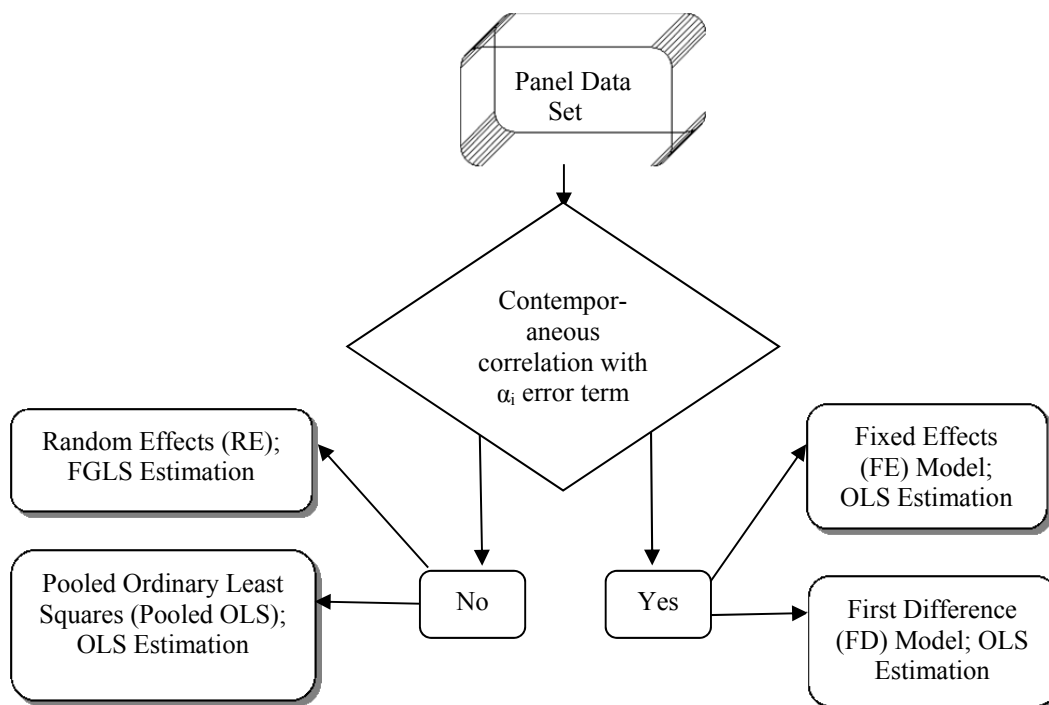 Panel Data
Set
Contempor-
aneous
correlation with
αᵢ error term
Random Effects (RE);
FGLS Estimation
Fixed Effects
(FE) Model;
OLS Estimation
Pooled Ordinary Least
Squares (Pooled OLS);
OLS Estimation
No
Yes
First Difference
(FD) Model; OLS
Estimation